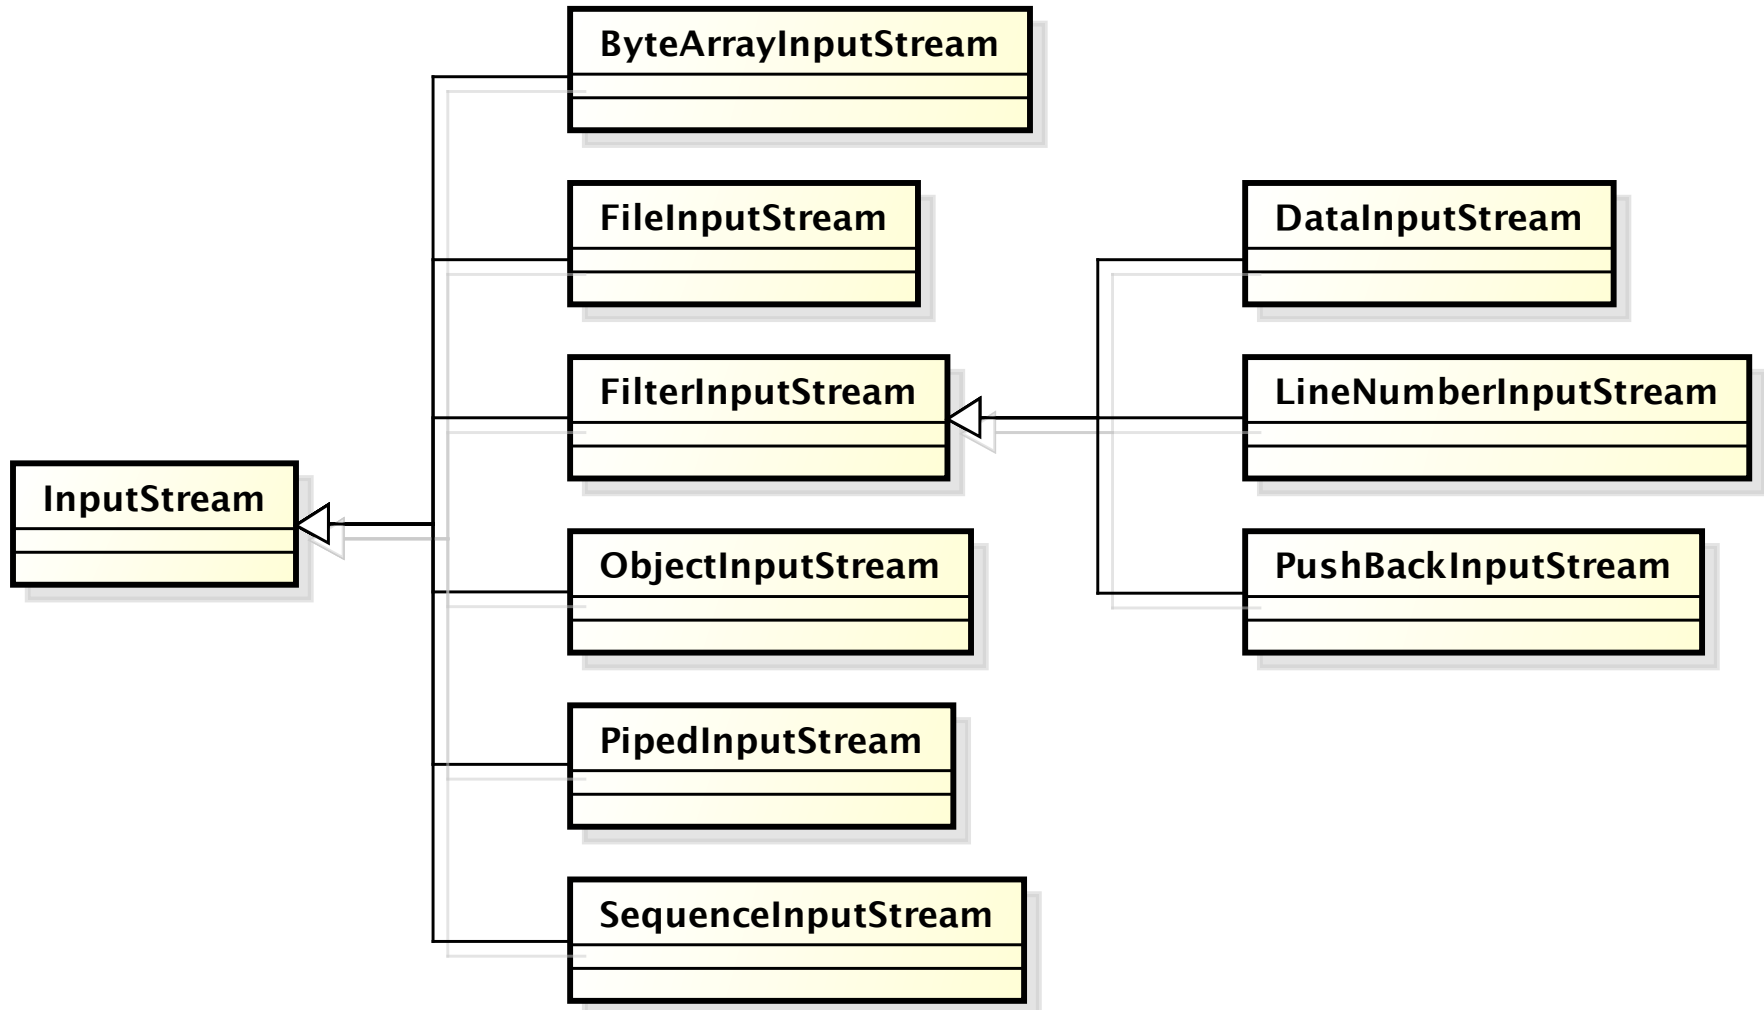 ByteArrayInputStream
FileInputStream
DataInputStream
FilterInputStream
LineNumberInputStream
InputStream
ObjectInputStream
PushBackInputStream
PipedInputStream
SequenceInputStream